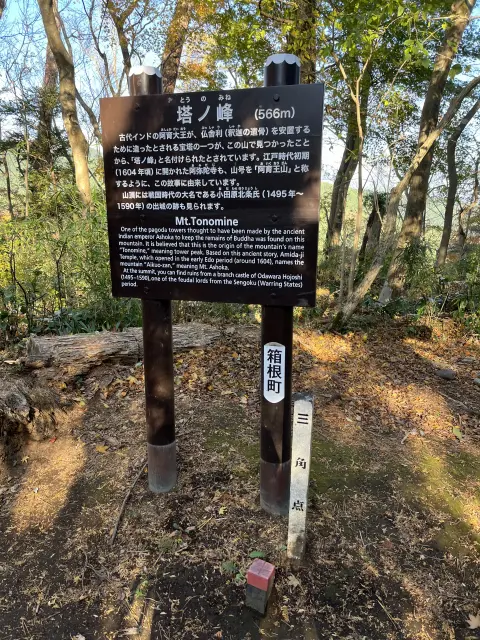 とうのみね
塔ノ峰 (566m)
古代インドの阿育大王が、仏舎利(釈迦の遺骨)を安置する
ために造った宝塔の一つが、この山で見つかったこと
から、「塔ノ峰」と名付けられたとされています。江戸時代初期
(1604年頃)に開かれた阿弥陀寺も、山号を「阿育王山」と称
するように、この故事に由来しています。
山頂には戦国時代の大名である小田原北条氏(1495年〜
1590年)の出城の跡も見られます。
Mt.Tonomine
One of the pagoda towers thought to have been made by the ancient
Indian emperor Ashoka to keep the remains of Buddha was found on this
mountain. It is believed that this is the origin of the mountain's name
"Tonomine," meaning tower peak. Based on this ancient story, Amida-ji
Temple, which opened in the early Edo period (around 1604), names the
mountain "Aikuo-zan," meaning Mt. Ashoka.
At the summit, you can find ruins from a branch castle of Odawara Hojoshi
(1495-1590), one of the feudal lords from the Sengoku (Warring States)
period.
箱根町
三角点